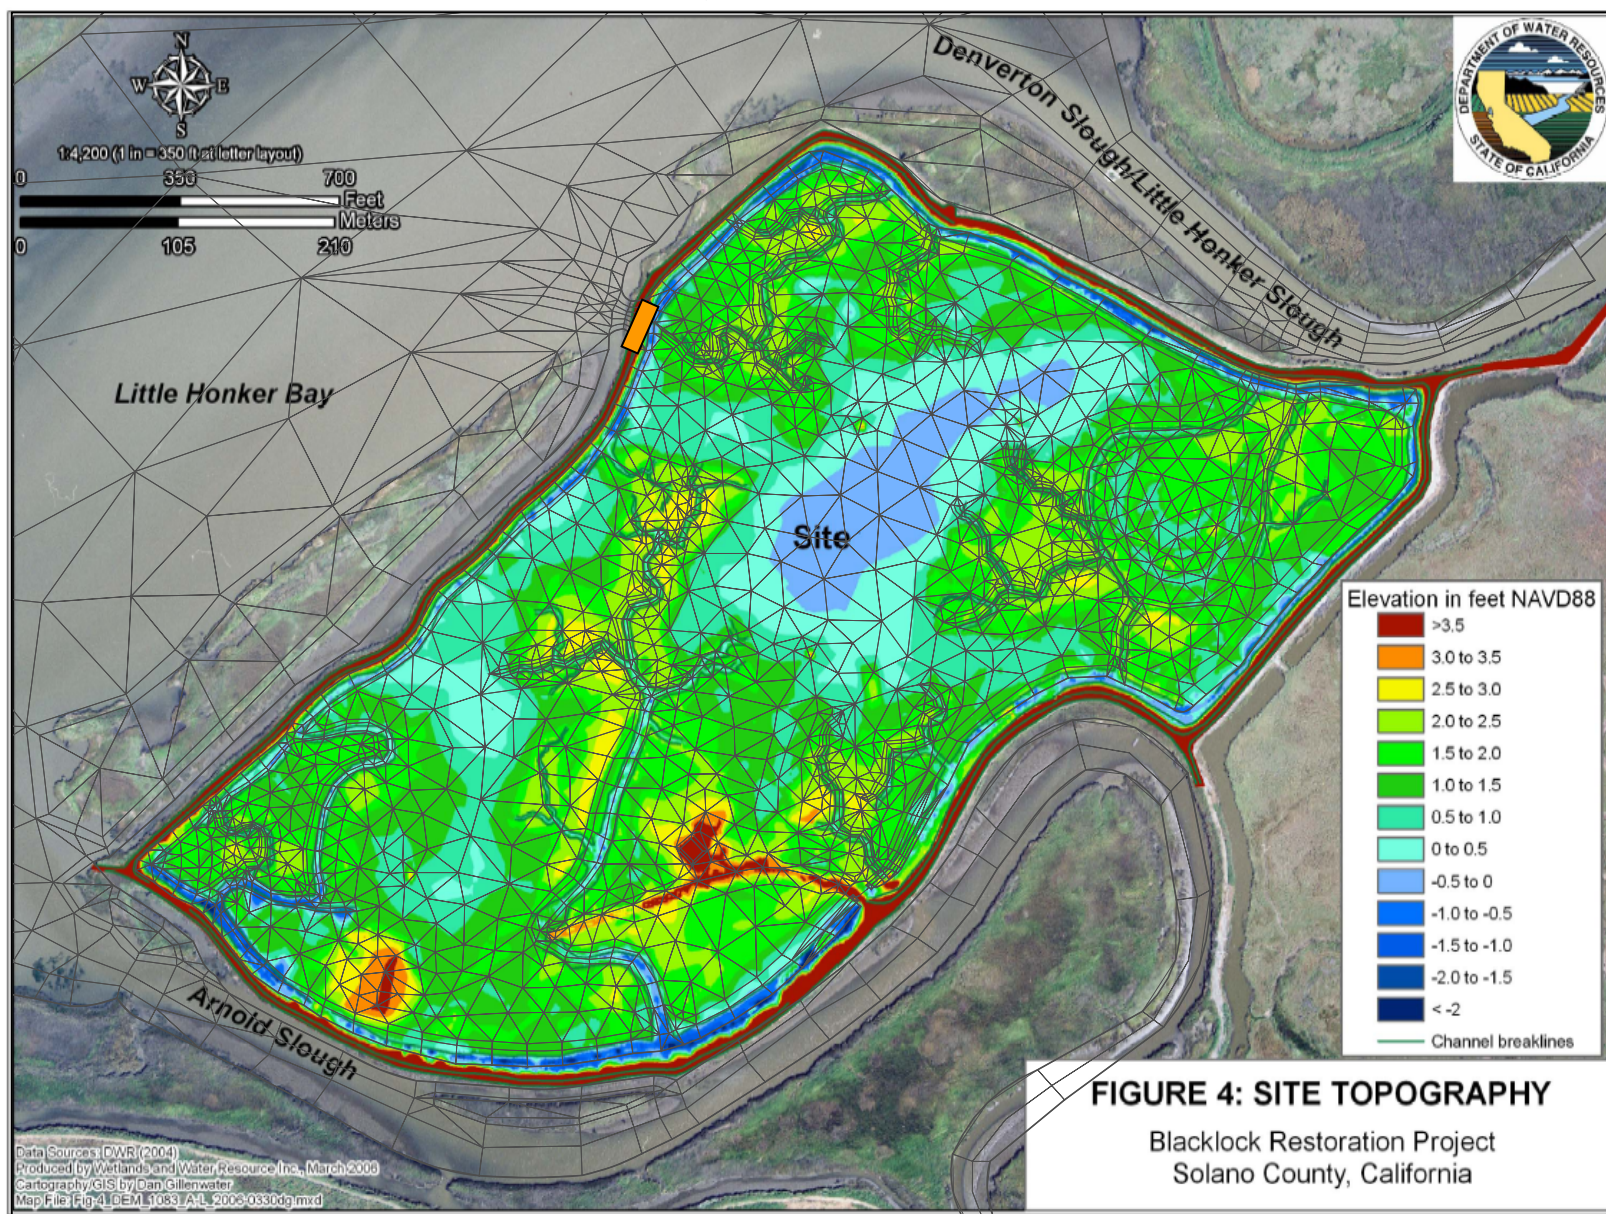 N
W E
S
1:4,200 (1 in = 350 ft at letter layout)
0 350 700
Feet
Meters
0 105 210
Denverton Slough/Little Honker Slough
DEPARTMENT OF WATER RESOURCES
STATE OF CALIFORNIA
Little Honker Bay
Site
Arnold Slough
Elevation in feet NAVD88
>3.5
3.0 to 3.5
2.5 to 3.0
2.0 to 2.5
1.5 to 2.0
1.0 to 1.5
0.5 to 1.0
0 to 0.5
-0.5 to 0
-1.0 to -0.5
-1.5 to -1.0
-2.0 to -1.5
< -2
Channel breaklines
FIGURE 4: SITE TOPOGRAPHY
Blacklock Restoration Project
Solano County, California
Data Sources: DWR (2004)
Produced by Wetlands and Water Resource Inc., March 2006
Cartography/GIS by Dan Gillenwater
Map File: Fig-4_DEM_1083_A-L_2006-0330dg.mxd